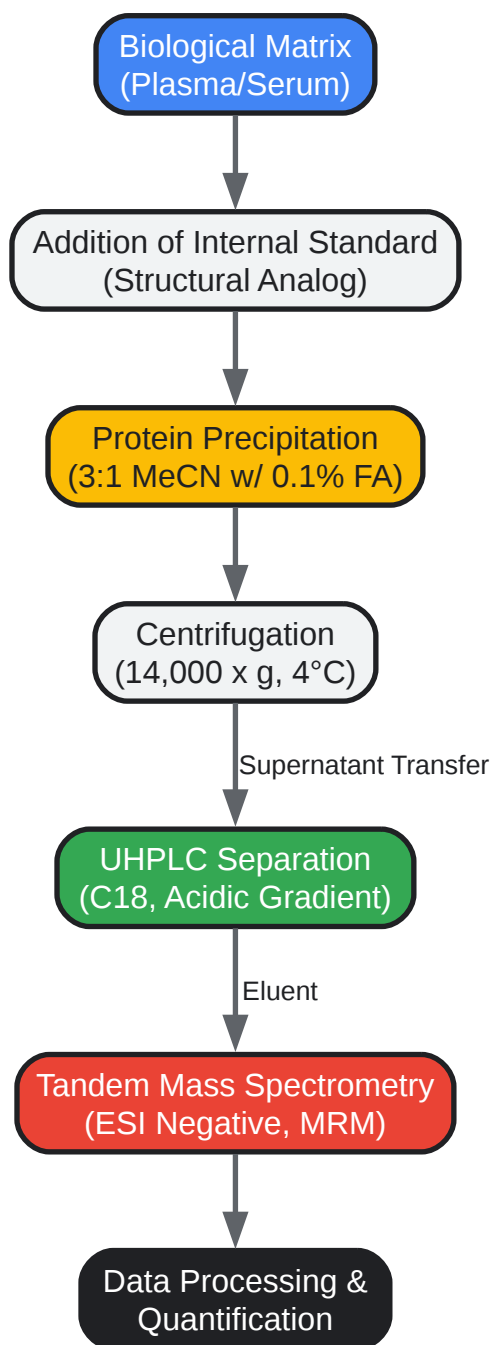 Biological Matrix
(Plasma/Serum)
Addition of Internal Standard
(Structural Analog)
Protein Precipitation
(3:1 MeCN w/ 0.1% FA)
Centrifugation
(14,000 x g, 4°C)
Supernatant Transfer
UHPLC Separation
(C18, Acidic Gradient)
Eluent
Tandem Mass Spectrometry
(ESI Negative, MRM)
Data Processing &
Quantification